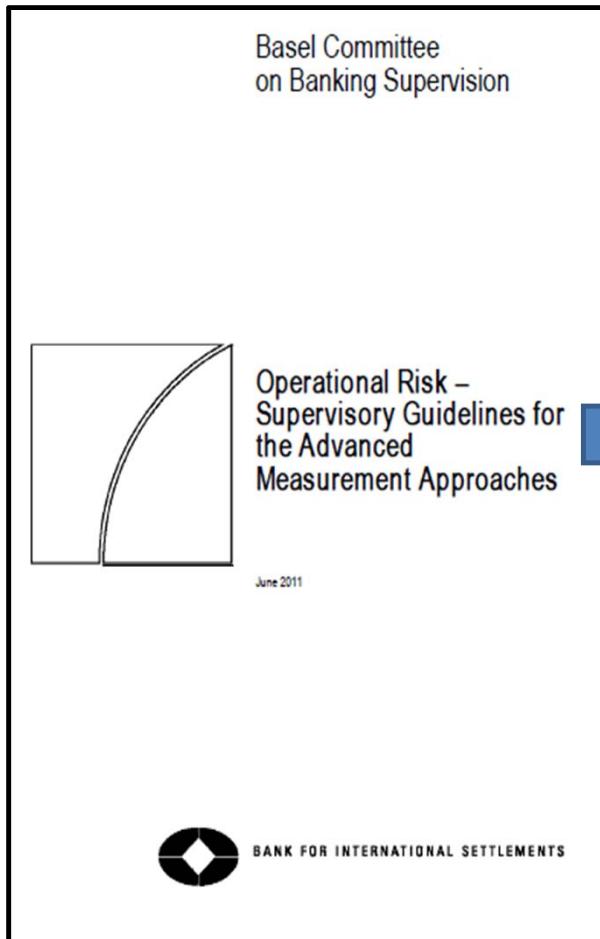 Basel Committee
on Banking Supervision
Operational Risk –
Supervisory Guidelines for
the Advanced
Measurement Approaches
June 2011
BANK FOR INTERNATIONAL SETTLEMENTS